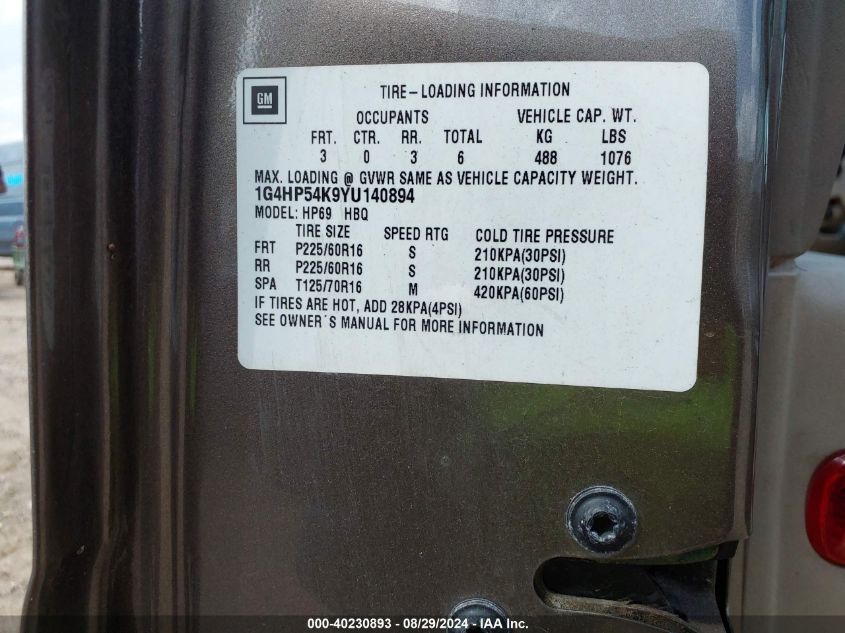 GM
TIRE-LOADING INFORMATION
OCCUPANTS VEHICLE CAP. WT.
FRT. CTR. RR. TOTAL KG LBS
3 0 3 6 488 1076
MAX. LOADING @ GVWR SAME AS VEHICLE CAPACITY WEIGHT.
1G4HP54K9YU140894
MODEL: HP69 HBQ
TIRE SIZE SPEED RTG COLD TIRE PRESSURE
FRT P225/60R16 S 210KPA(30PSI)
RR P225/60R16 S 210KPA(30PSI)
SPA T125/70R16 M 420KPA(60PSI)
IF TIRES ARE HOT, ADD 28KPA(4PSI)
SEE OWNER´S MANUAL FOR MORE INFORMATION
000-40230893 - 08/29/2024 - IAA Inc.